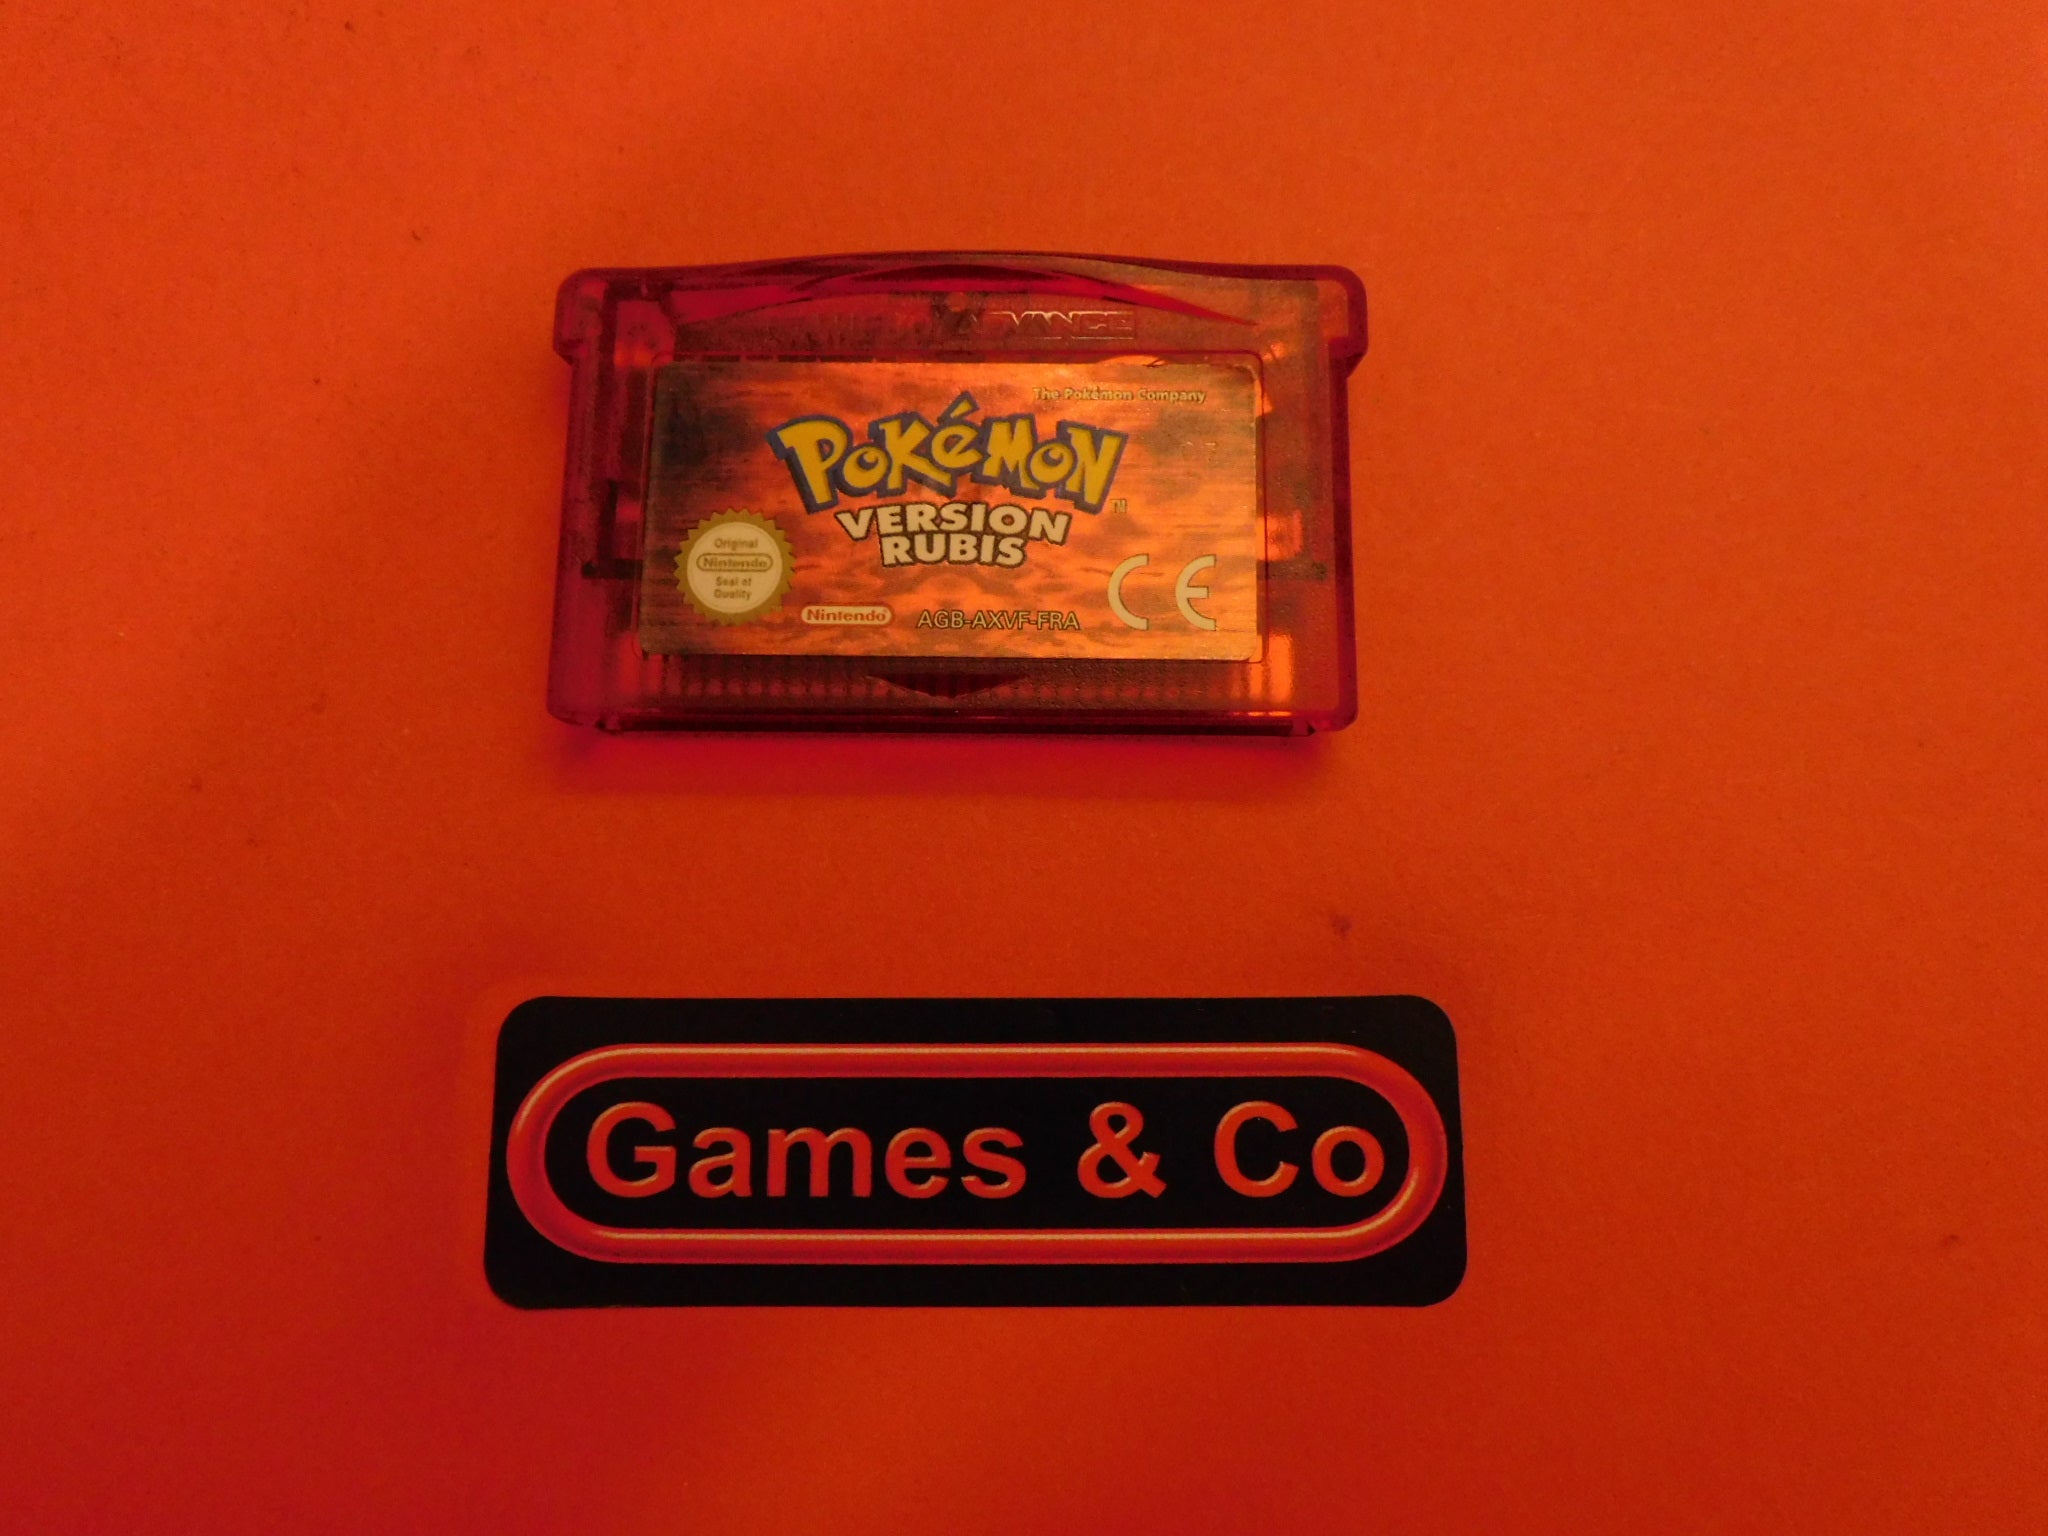 ADVANCE
The Pokémon Company
POKéMON
TM
VERSION
RUBIS
Original
Nintendo
Seal of
Quality
Nintendo
AGB-AXVF-FRA
CE
Games & Co